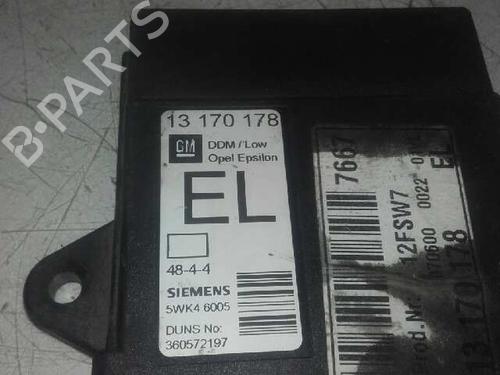 B-PARTS
13 170 178
GM
DDM/Low
Opel Epsilon
EL
48-4-4
SIEMENS
5WK4 6005
DUNS No:
360572197
7667
12FSW7
0022
EL
13 170 178